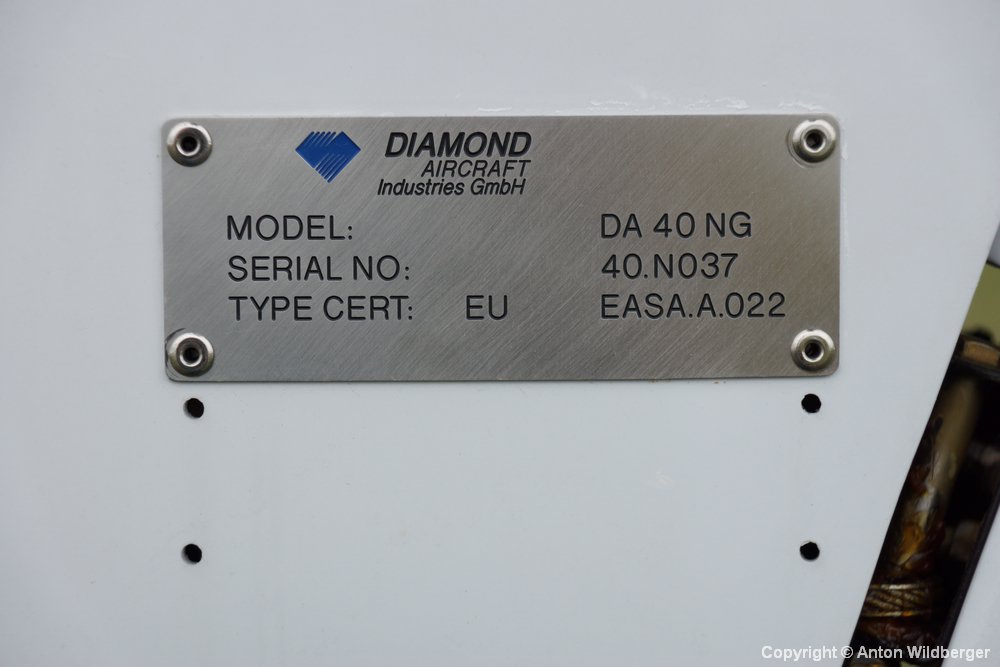 DIAMOND
AIRCRAFT
Industries GmbH
MODEL: DA 40 NG
SERIAL NO: 40.N037
TYPE CERT: EU EASA.A.022
Copyright © Anton Wildberger